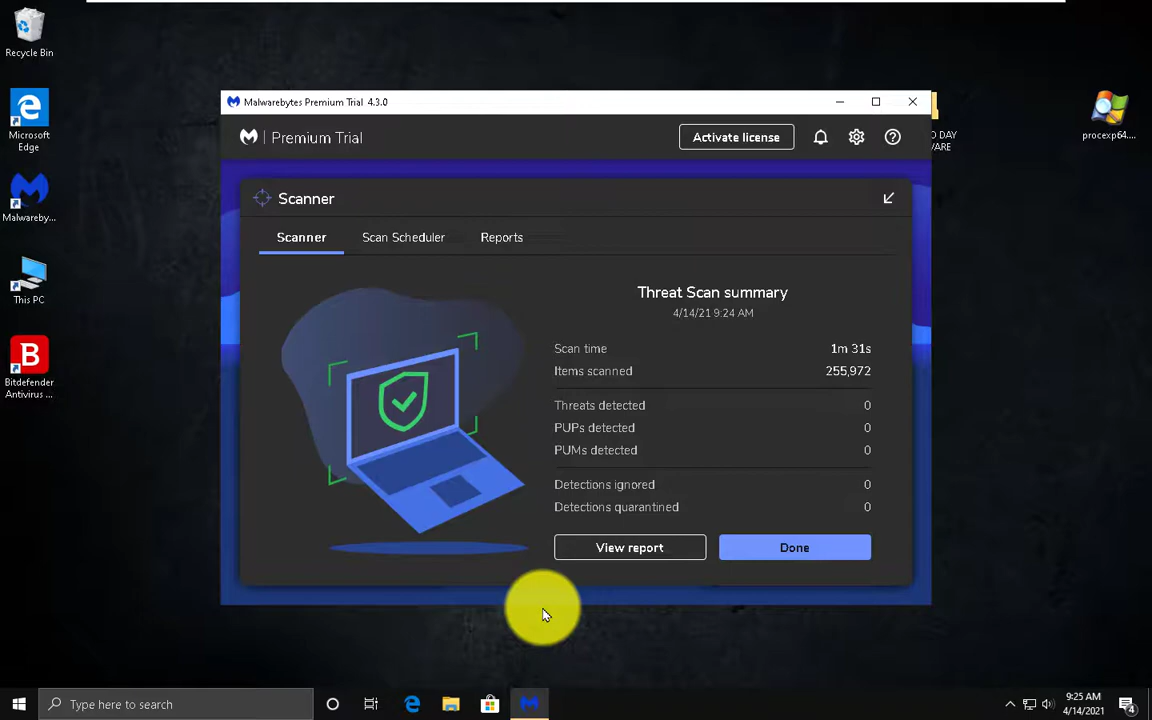 Recycle Bin
Microsoft
Edge
Malwareby...
This PC
Bitdefender
Antivirus ...
Malwarebytes Premium Trial 4.3.0
Premium Trial
Activate license
Scanner
Scanner Scan Scheduler Reports
Threat Scan summary
4/14/21 9:24 AM
Scan time 1m 31s
Items scanned 255,972
Threats detected 0
PUPs detected 0
PUMs detected 0
Detections ignored 0
Detections quarantined 0
View report Done
DAY
procexp64....
Type here to search
9:25 AM
4/14/2021
4